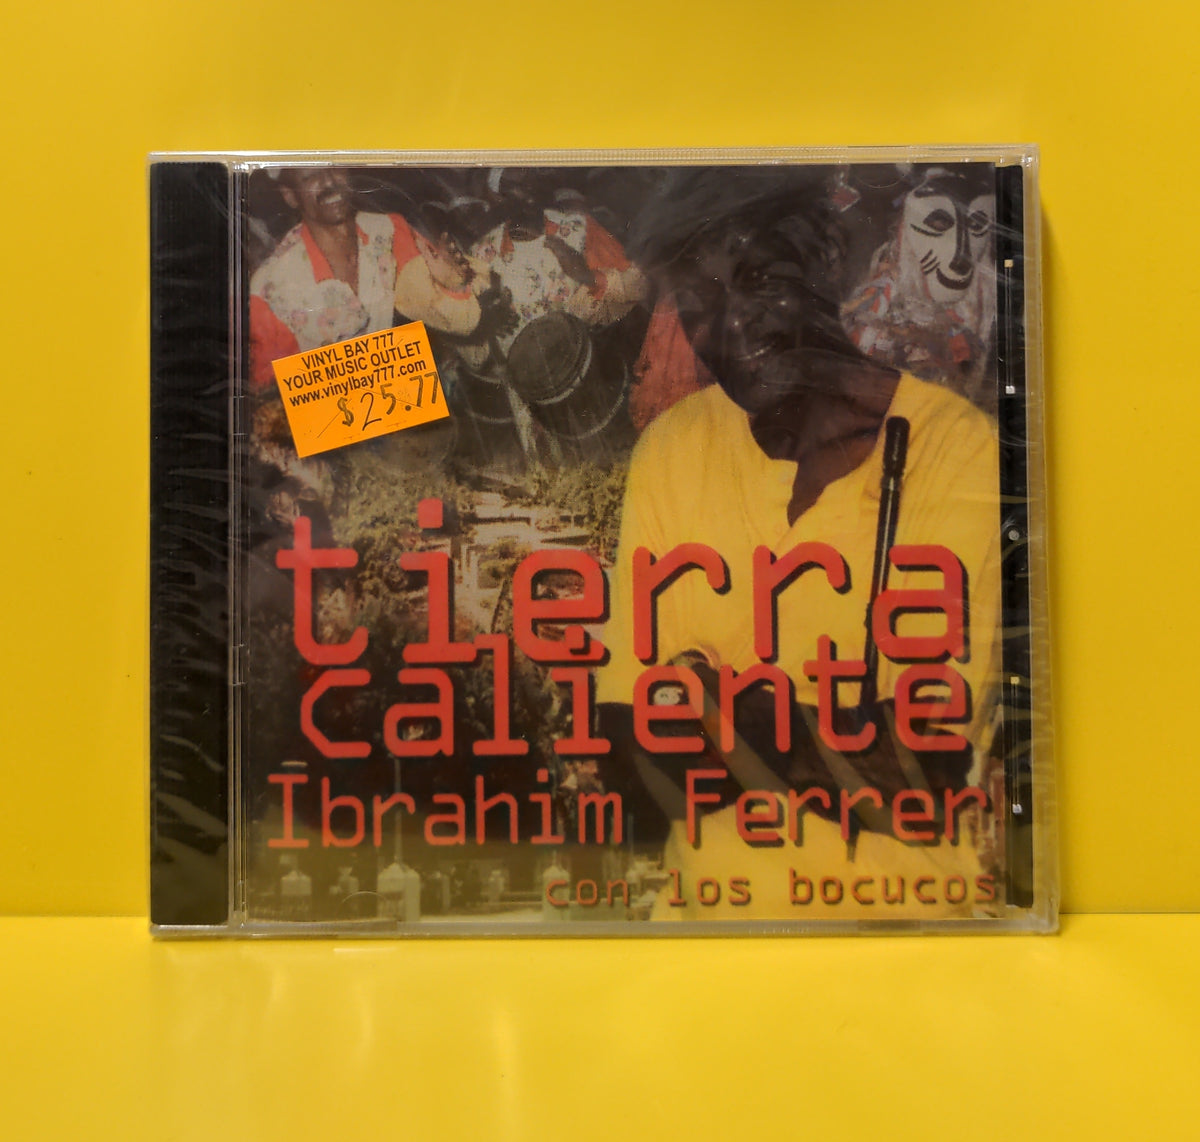 VINYL BAY 777
YOUR MUSIC OUTLET
www.vinylbay777.com
$25.77
tierra
caliente
Ibrahim Ferrer
con los bocucos